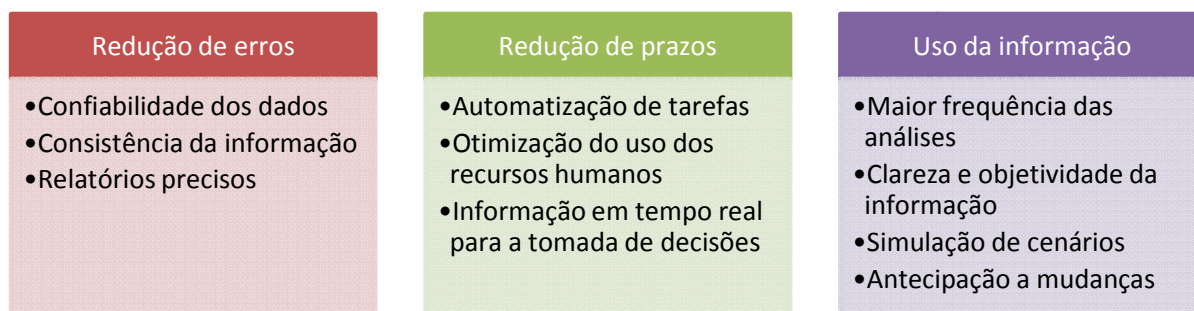 Redução de erros
•Confiabilidade dos dados
•Consistência da informação
•Relatórios precisos
Redução de prazos
•Automatização de tarefas
•Otimização do uso dos
recursos humanos
•Informação em tempo real
para a tomada de decisões
Uso da informação
•Maior frequência das
análises
•Clareza e objetividade da
informação
•Simulação de cenários
•Antecipação a mudanças